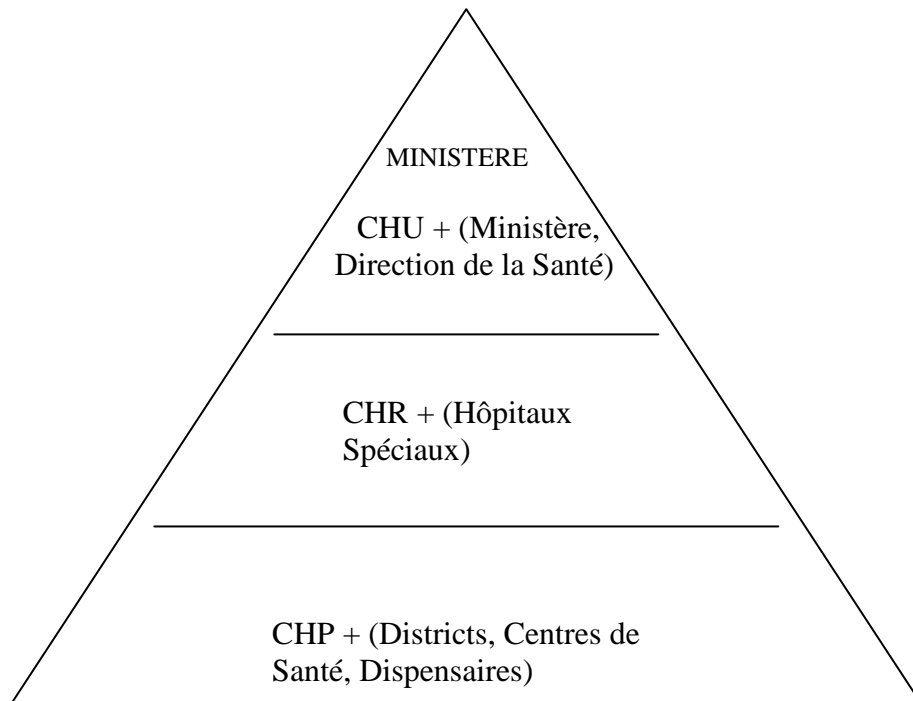 MINISTERE
CHU + (Ministère,
Direction de la Santé)
CHR + (Hôpitaux
Spéciaux)
CHP + (Districts, Centres de
Santé, Dispensaires)